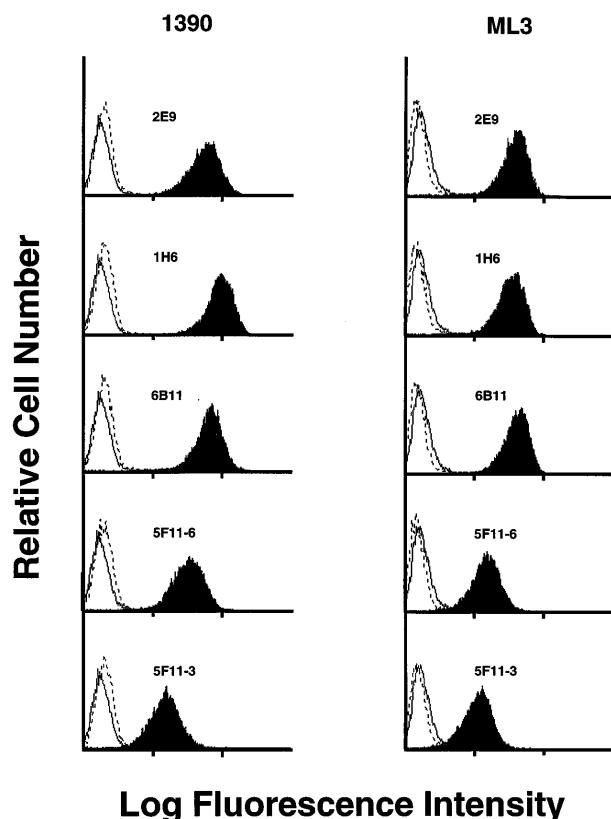 1390 ML3
2E9 2E9
1H6 1H6
6B11 6B11
5F11-6 5F11-6
5F11-3 5F11-3
Relative Cell Number
Log Fluorescence Intensity